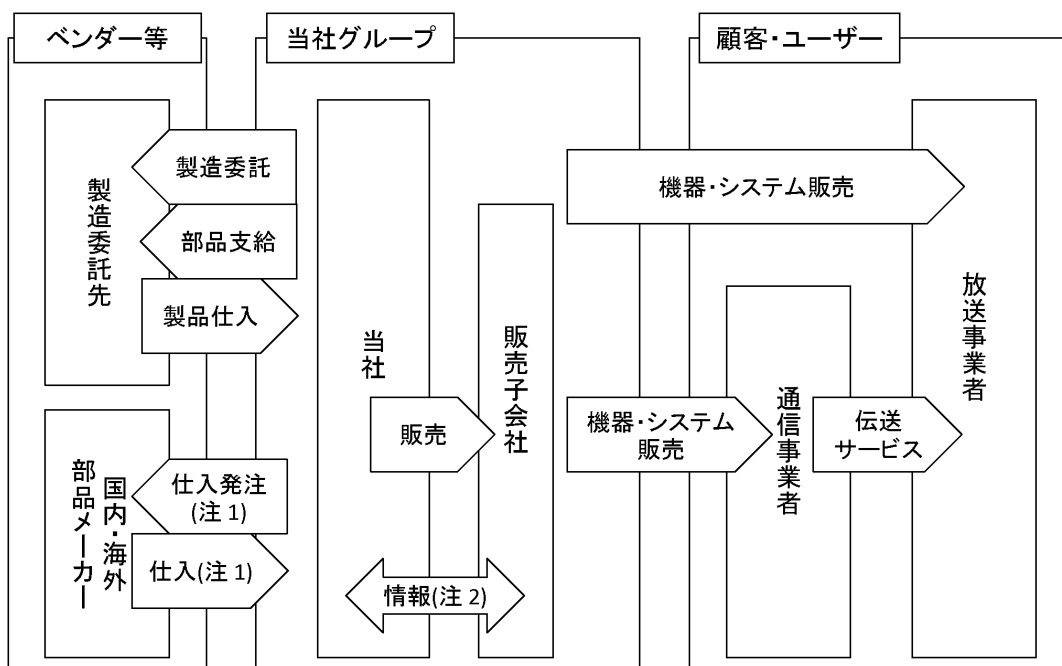 ベンダー等
当社グループ
顧客・ユーザー
製造委託先
製造委託
部品支給
製品仕入
国内・海外
部品メーカー
仕入発注
(注1)
仕入(注1)
当社
販売
情報(注2)
販売子会社
機器・システム販売
機器・システム
販売
通信事業者
伝送
サービス
放送事業者